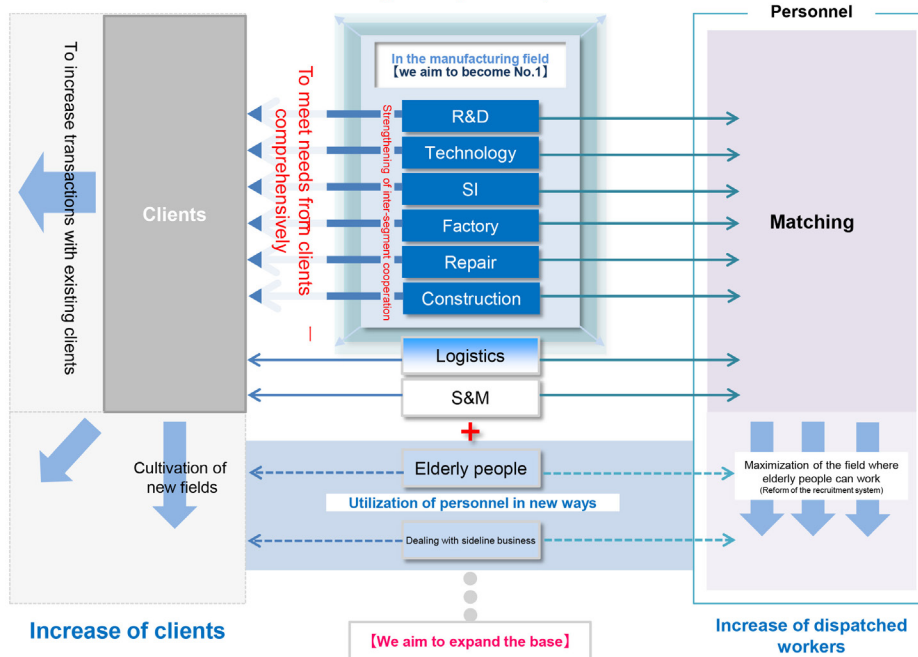 Personnel
To increase transactions with existing clients
Clients
To meet needs from clients
comprehensively
In the manufacturing field
【we aim to become No.1】
Strengthening of inter-segment cooperation
R&D
Technology
SI
Factory
Repair
Construction
Logistics
S&M
Matching
+
Cultivation of
new fields
Elderly people
Utilization of personnel in new ways
Dealing with sideline business
Maximization of the field where
elderly people can work
(Reform of the recruitment system)
Increase of clients
【We aim to expand the base】
Increase of dispatched
workers